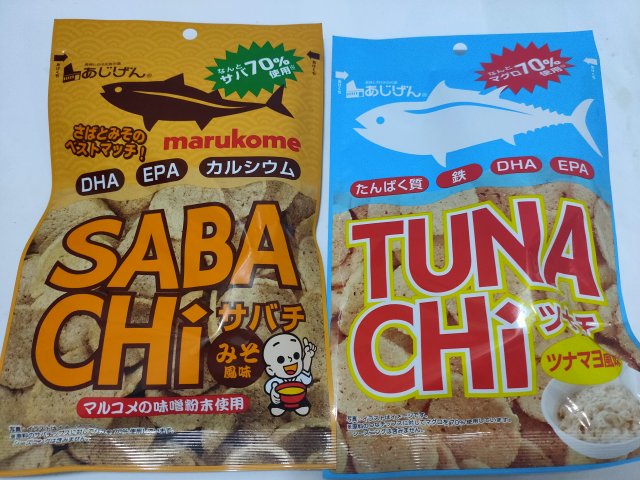 あじげん
なんと
サバ70%
使用
さばとみその
ベストマッチ!
marukome
DHA
EPA
カルシウム
SABA
CHi
サバチ
みそ
風味
マルコメの味噌粉末使用
あじげん
なんと
マグロ70%
使用
たんぱく質
鉄
DHA
EPA
TUNA
CHi
ツナマヨ風味